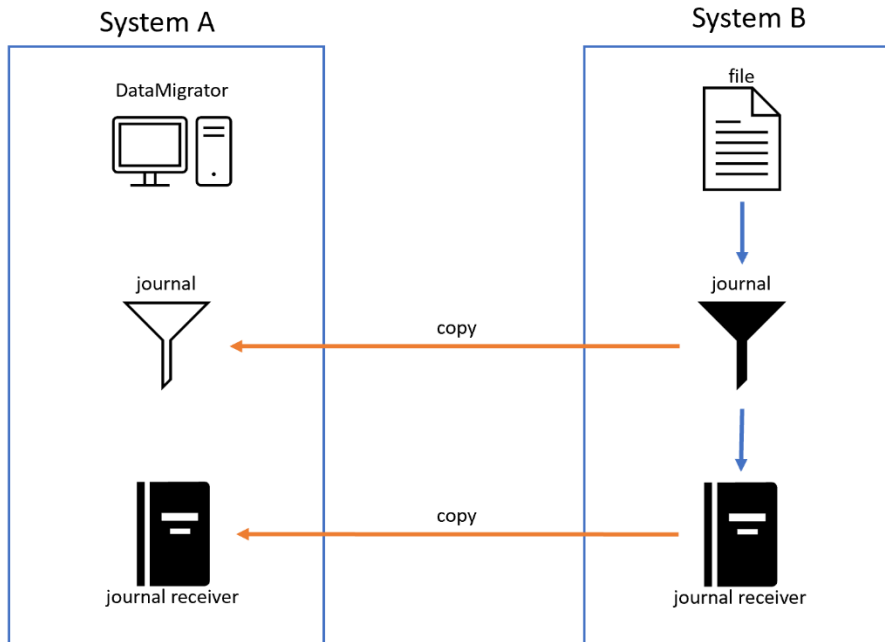 System A
System B
DataMigrator
file
journal
journal
copy
copy
journal receiver
journal receiver